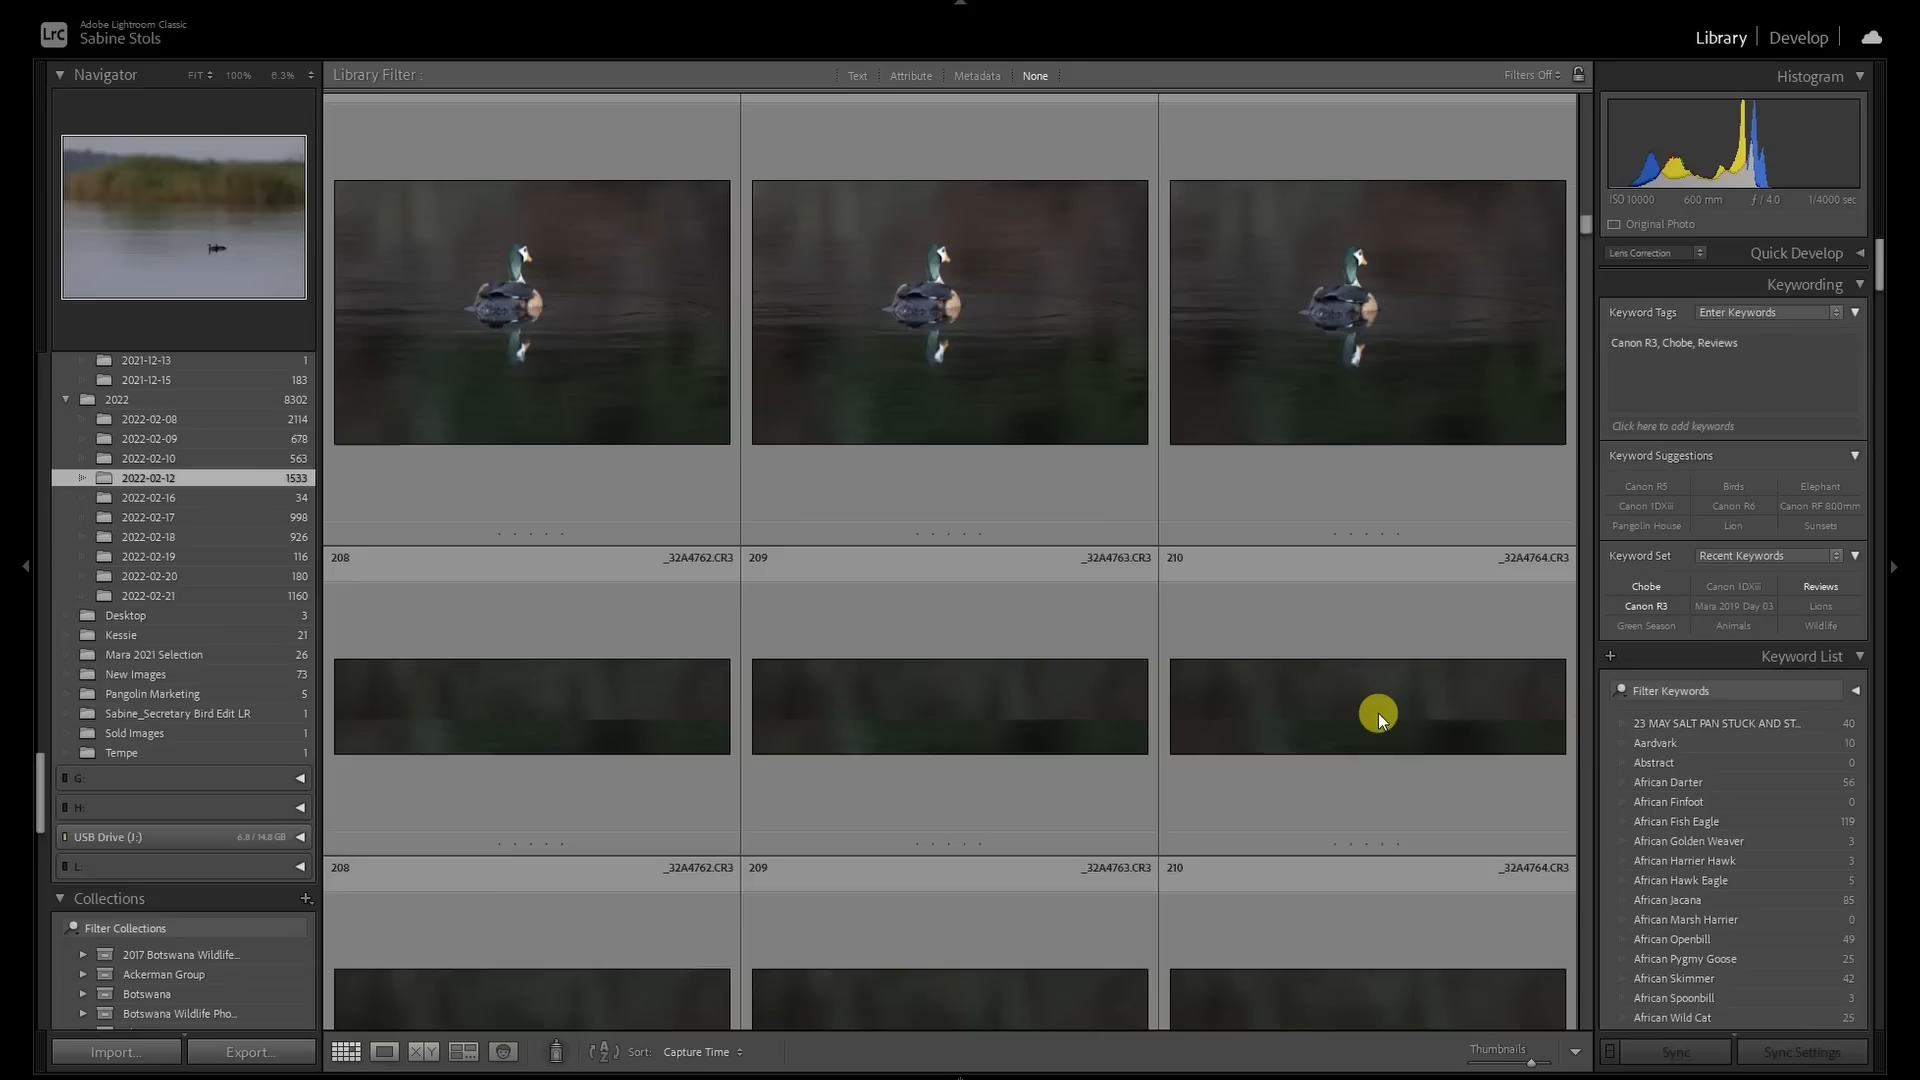 LrC
Adobe Lightroom Classic
Sabine Stols
Library
Develop
Navigator
FIT
100%
6.3%
Library Filter :
Text
Attribute
Metadata
None
Filters Off
Histogram
ISO 10000
600 mm
ƒ / 4.0
1/4000 sec
Original Photo
Lens Correction
Quick Develop
Keywording
Keyword Tags
Enter Keywords
Canon R3, Chobe, Reviews
Click here to add keywords
Keyword Suggestions
Canon R5
Birds
Elephant
Canon 1DXiii
Canon R6
Canon RF 800mm
Pangolin House
Lion
Sunsets
Keyword Set
Recent Keywords
Chobe
Canon 1DXiii
Reviews
Canon R3
Mara 2019 Day 03
Lions
Green Season
Animals
Wildlife
Keyword List
Filter Keywords
23 MAY SALT PAN STUCK AND ST... 40
Aardvark 10
Abstract 0
African Darter 56
African Finfoot 0
African Fish Eagle 119
African Golden Weaver 3
African Harrier Hawk 3
African Hawk Eagle 5
African Jacana 85
African Marsh Harrier 0
African Openbill 49
African Pygmy Goose 25
African Skimmer 42
African Spoonbill 3
African Wild Cat 25
Sync
Sync Settings
2021-12-13 1
2021-12-15 183
2022 8302
2022-02-08 2114
2022-02-09 678
2022-02-10 563
2022-02-12 1533
2022-02-16 34
2022-02-17 998
2022-02-18 926
2022-02-19 116
2022-02-20 180
2022-02-21 1160
Desktop 3
Kessie 21
Mara 2021 Selection 26
New Images 73
Pangolin Marketing 5
Sabine_Secretary Bird Edit LR 1
Sold Images 1
Tempe 1
G:
H:
USB Drive (J:) 6.8 / 14.8 GB
L:
Collections
Filter Collections
2017 Botswana Wildlife...
Ackerman Group
Botswana
Botswana Wildlife Pho...
Import...
Export...
208 _32A4762.CR3
209 _32A4763.CR3
210 _32A4764.CR3
208 _32A4762.CR3
209 _32A4763.CR3
210 _32A4764.CR3
XY
Sort: Capture Time
Thumbnails